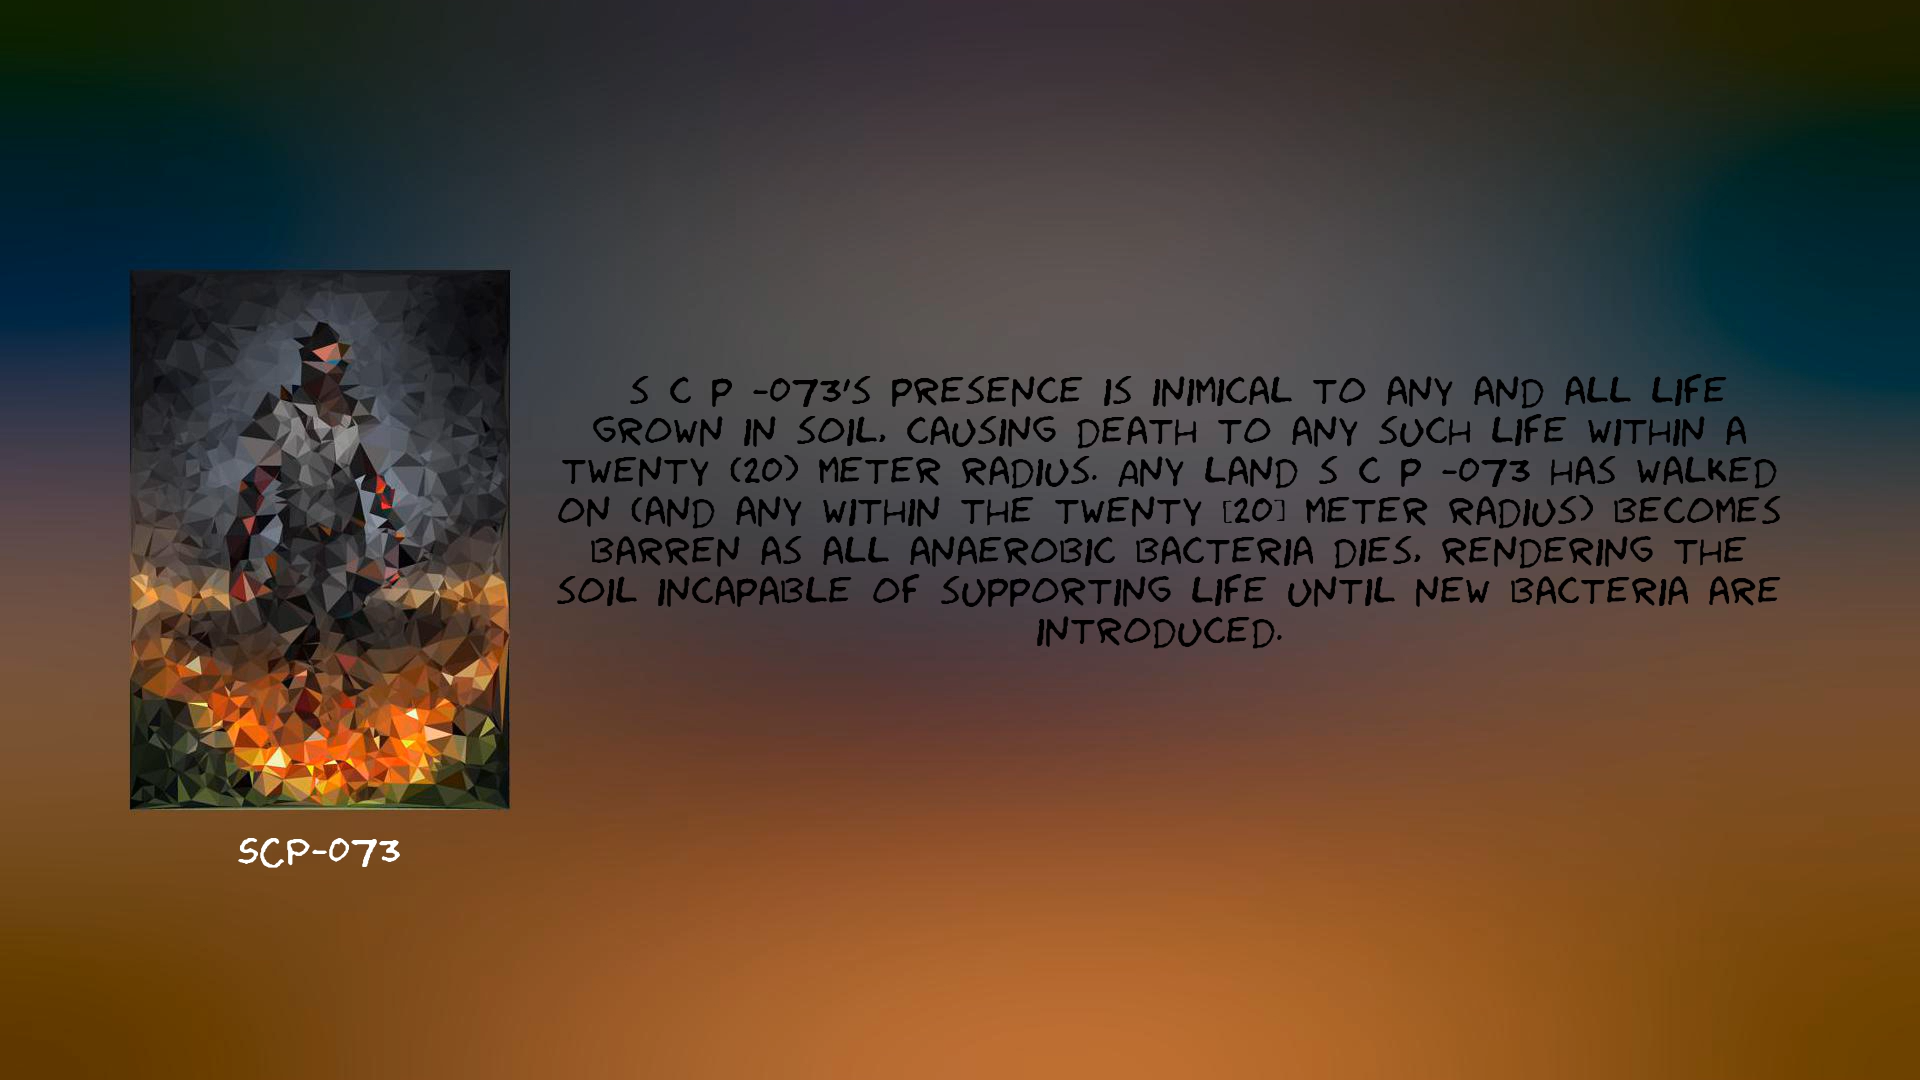 S C P -073'S PRESENCE IS INIMICAL TO ANY AND ALL LIFE
GROWN IN SOIL, CAUSING DEATH TO ANY SUCH LIFE WITHIN A
TWENTY (20) METER RADIUS. ANY LAND S C P -073 HAS WALKED
ON (AND ANY WITHIN THE TWENTY [20] METER RADIUS) BECOMES
BARREN AS ALL ANAEROBIC BACTERIA DIES, RENDERING THE
SOIL INCAPABLE OF SUPPORTING LIFE UNTIL NEW BACTERIA ARE
INTRODUCED.
SCP-073